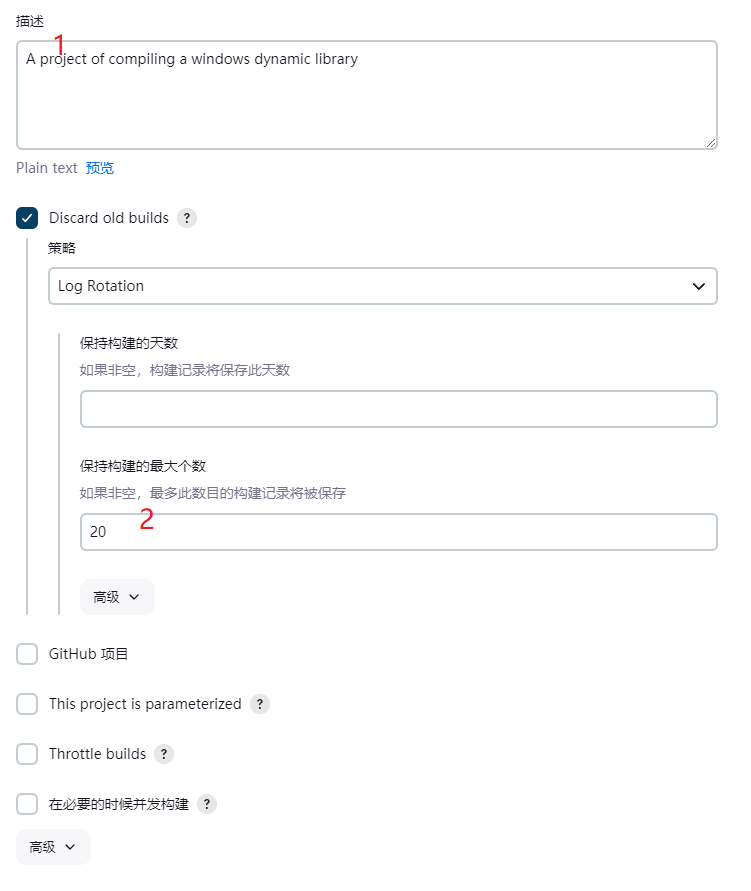 描述
1
A project of compiling a windows dynamic library
Plain text 预览
Discard old builds ?
策略
Log Rotation
保持构建的天数
如果非空，构建记录将保存此天数
保持构建的最大个数
如果非空，最多此数目的构建记录将被保存
2
20
高级
GitHub 项目
This project is parameterized ?
Throttle builds ?
在必要的时候并发构建 ?
高级